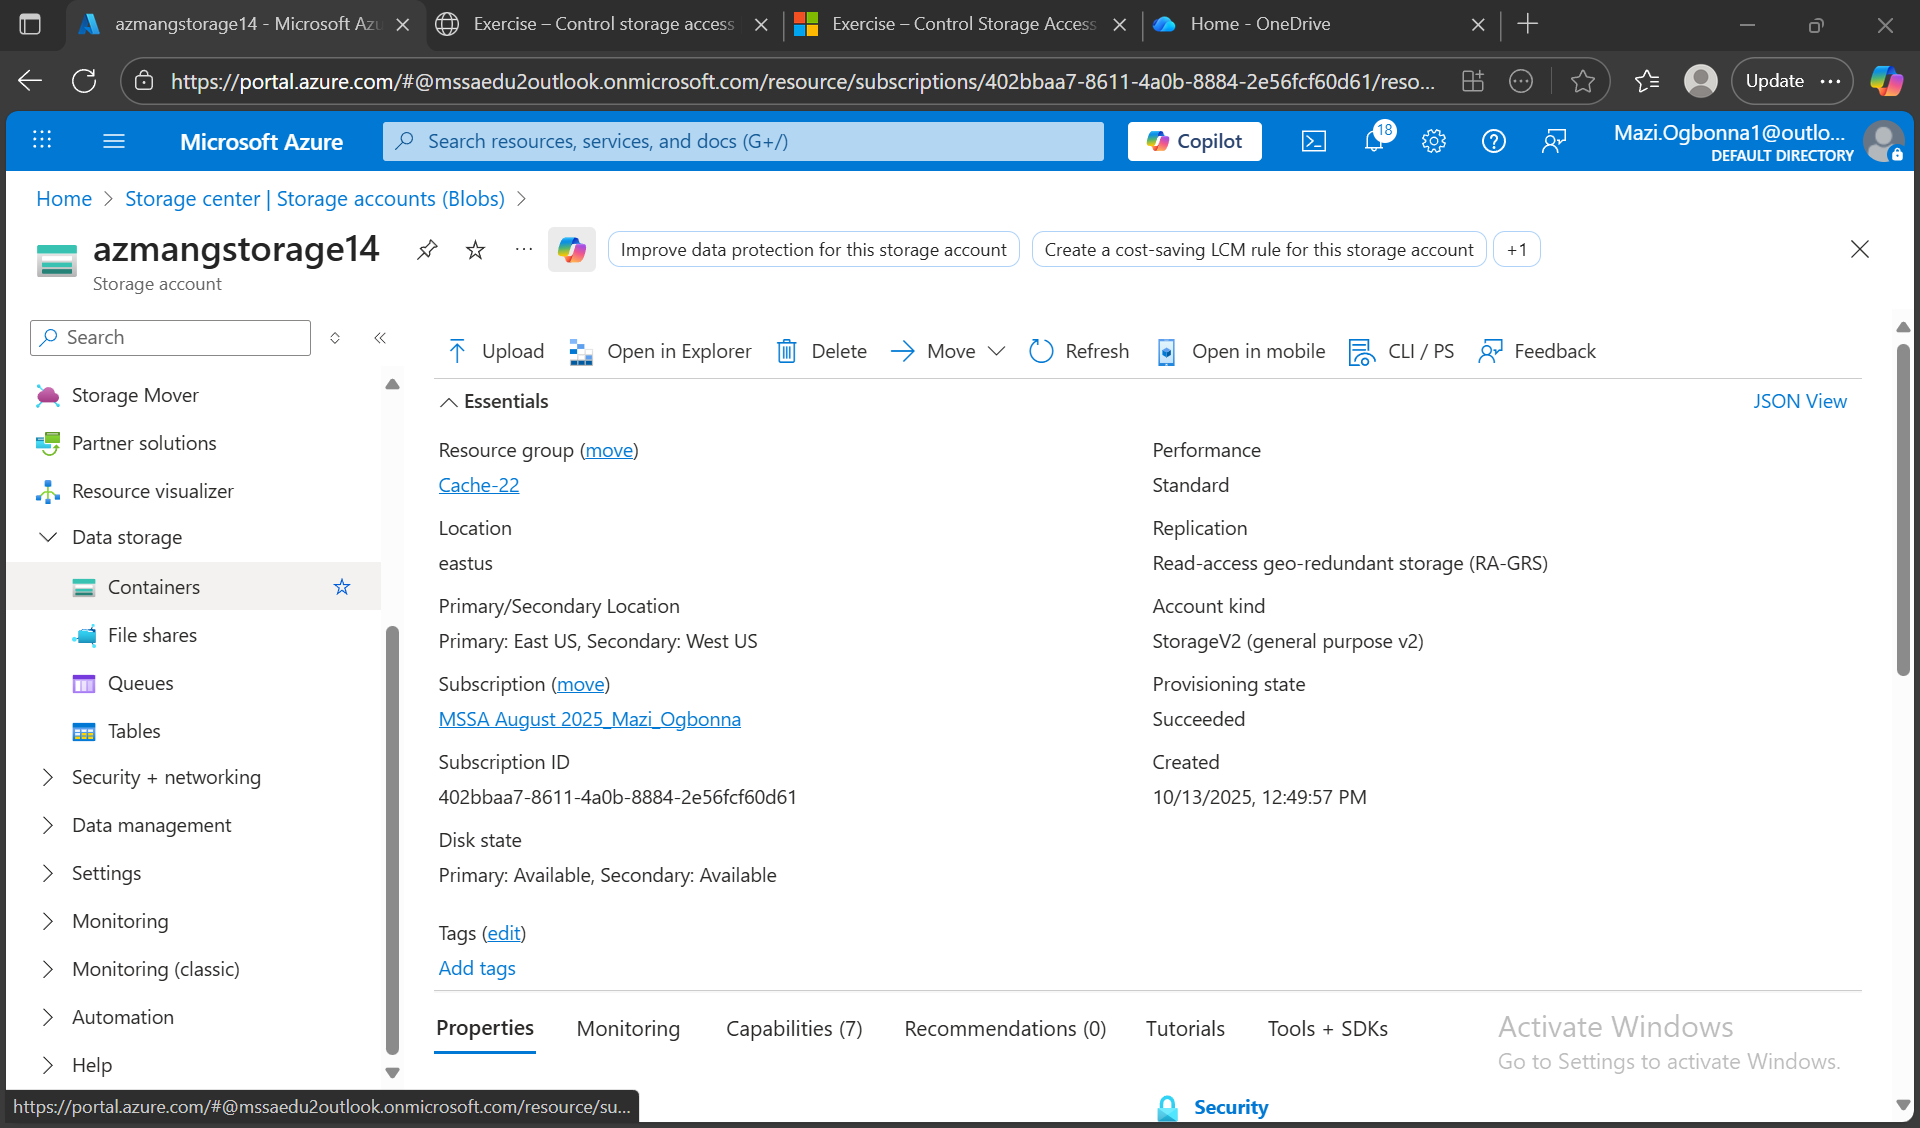 azmangstorage14 - Microsoft Azu
Exercise – Control storage access
Exercise – Control Storage Access
Home - OneDrive
https://portal.azure.com/#@mssaedu2outlook.onmicrosoft.com/resource/subscriptions/402bbaa7-8611-4a0b-8884-2e56fcf60d61/reso...
Update
Microsoft Azure
Search resources, services, and docs (G+/)
Copilot
18
Mazi.Ogbonna1@outlo...
DEFAULT DIRECTORY
Home > Storage center | Storage accounts (Blobs) >
azmangstorage14
Storage account
Improve data protection for this storage account
Create a cost-saving LCM rule for this storage account
+1
Search
Storage Mover
Partner solutions
Resource visualizer
Data storage
Containers
File shares
Queues
Tables
Security + networking
Data management
Settings
Monitoring
Monitoring (classic)
Automation
Help
Upload
Open in Explorer
Delete
Move
Refresh
Open in mobile
CLI / PS
Feedback
Essentials
JSON View
Resource group (move)
Cache-22
Location
eastus
Primary/Secondary Location
Primary: East US, Secondary: West US
Subscription (move)
MSSA August 2025_Mazi_Ogbonna
Subscription ID
402bbaa7-8611-4a0b-8884-2e56fcf60d61
Disk state
Primary: Available, Secondary: Available
Performance
Standard
Replication
Read-access geo-redundant storage (RA-GRS)
Account kind
StorageV2 (general purpose v2)
Provisioning state
Succeeded
Created
10/13/2025, 12:49:57 PM
Tags (edit)
Add tags
Properties
Monitoring
Capabilities (7)
Recommendations (0)
Tutorials
Tools + SDKs
Security
Activate Windows
Go to Settings to activate Windows.
https://portal.azure.com/#@mssaedu2outlook.onmicrosoft.com/resource/su...